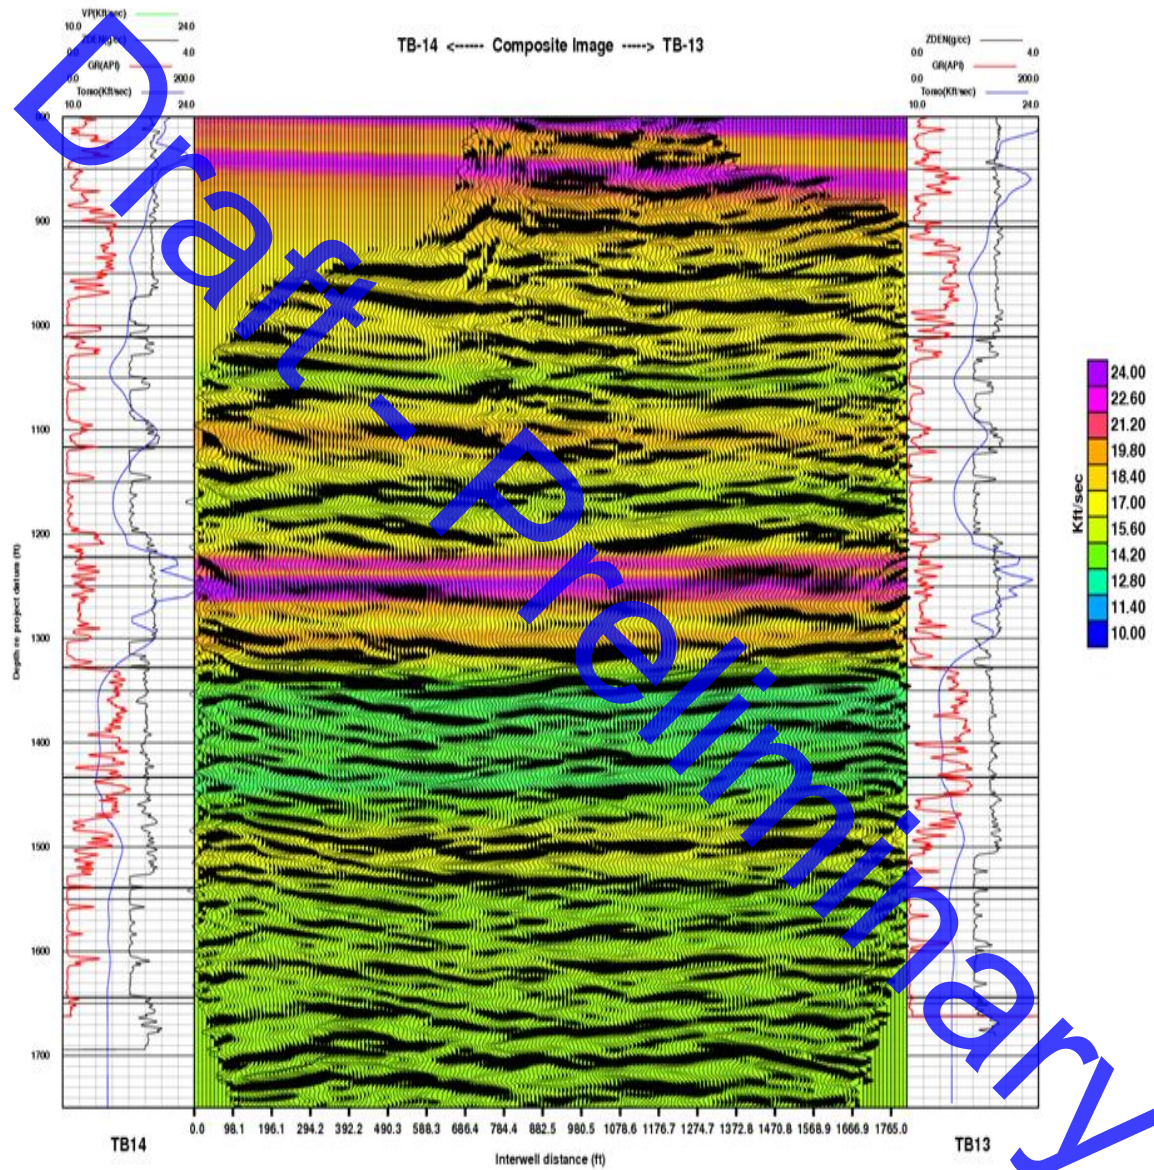 VP(Kft/sec)
10.0 24.0
ZDEN(g/cc)
0.0 4.0
GR(API)
0.0 200.0
Tomo(Kft/sec)
10.0 24.0
TB-14 <------ Composite Image -----> TB-13
ZDEN(g/cc)
0.0 4.0
GR(API)
0.0 200.0
Tomo(Kft/sec)
10.0 24.0
800
900
1000
1100
1200
1300
1400
1500
1600
1700
Depth re project datum (ft)
Kft/sec
24.00
22.60
21.20
19.80
18.40
17.00
15.60
14.20
12.80
11.40
10.00
0.0 98.1 196.1 294.2 392.2 490.3 588.3 686.4 784.4 882.5 980.5 1078.6 1176.7 1274.7 1372.8 1470.8 1568.9 1666.9 1765.0
TB14
TB13
Interwell distance (ft)
Draft - Preliminary